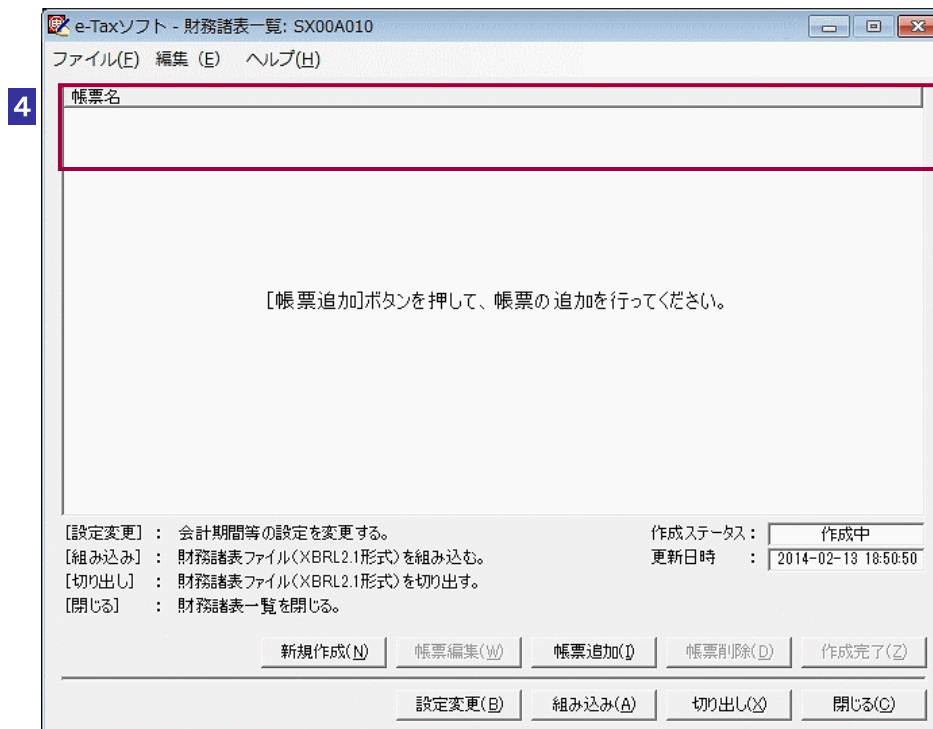 e-Taxソフト - 財務諸表一覧: SX00A010
ファイル(F) 編集 (E) ヘルプ(H)
4
帳票名
[帳票追加]ボタンを押して、帳票の追加を行ってください。
[設定変更] : 会計期間等の設定を変更する。 作成ステータス: 作成中
[組み込み] : 財務諸表ファイル(XBRL2.1形式)を組み込む。 更新日時 : 2014-02-13 18:50:50
[切り出し] : 財務諸表ファイル(XBRL2.1形式)を切り出す。
[閉じる] : 財務諸表一覧を閉じる。
新規作成(N) 帳票編集(W) 帳票追加(I) 帳票削除(D) 作成完了(Z)
設定変更(B) 組み込み(A) 切り出し(X) 閉じる(C)